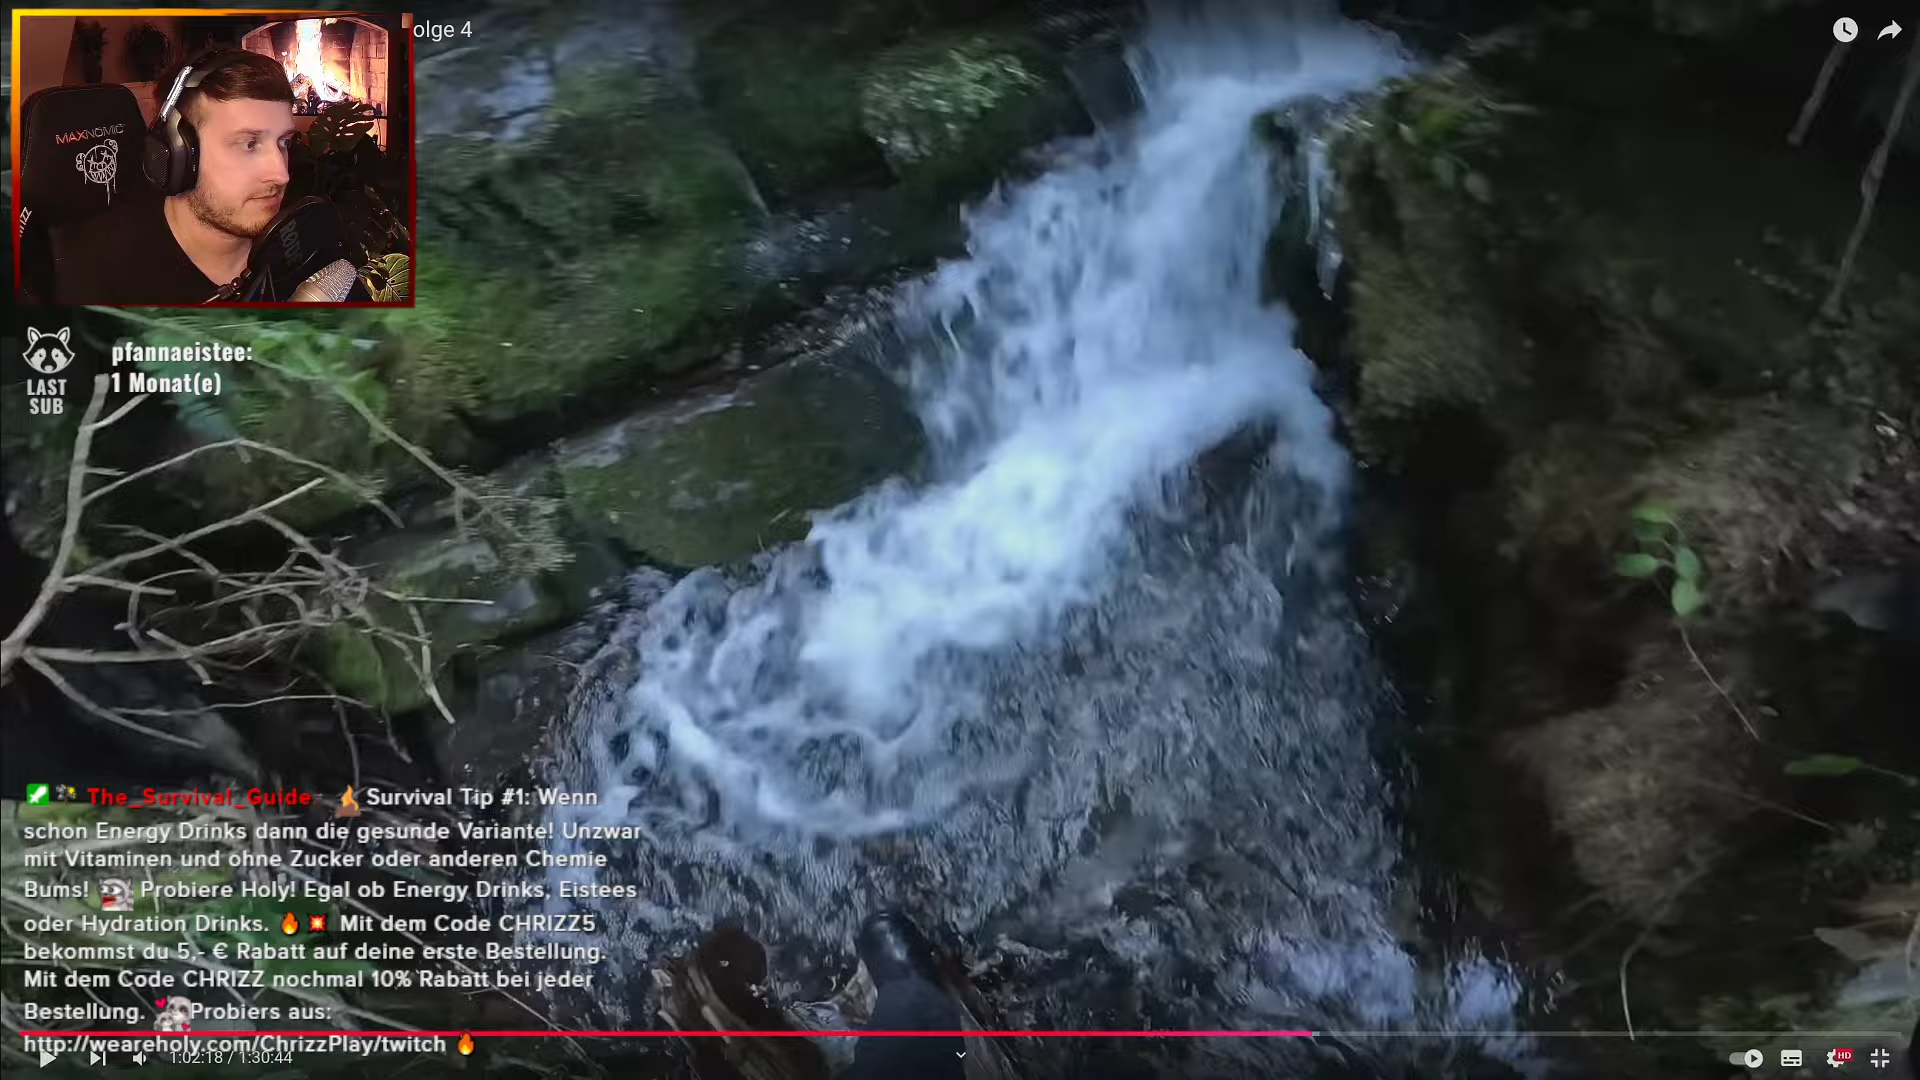 olge 4
MAXNOMIC
RØDE
LAST
SUB
pfannaeistee:
1 Monat(e)
The_Survival_Guide Survival Tip #1: Wenn
schon Energy Drinks dann die gesunde Variante! Unzwar
mit Vitaminen und ohne Zucker oder anderen Chemie
Bums! Probiere Holy! Egal ob Energy Drinks, Eistees
oder Hydration Drinks. 🔥💥 Mit dem Code CHRIZZ5
bekommst du 5,- € Rabatt auf deine erste Bestellung.
Mit dem Code CHRIZZ nochmal 10% Rabatt bei jeder
Bestellung. Probiers aus:
http://weareholy.com/ChrizzPlay/twitch 🔥
1:02:18 / 1:30:44
HD